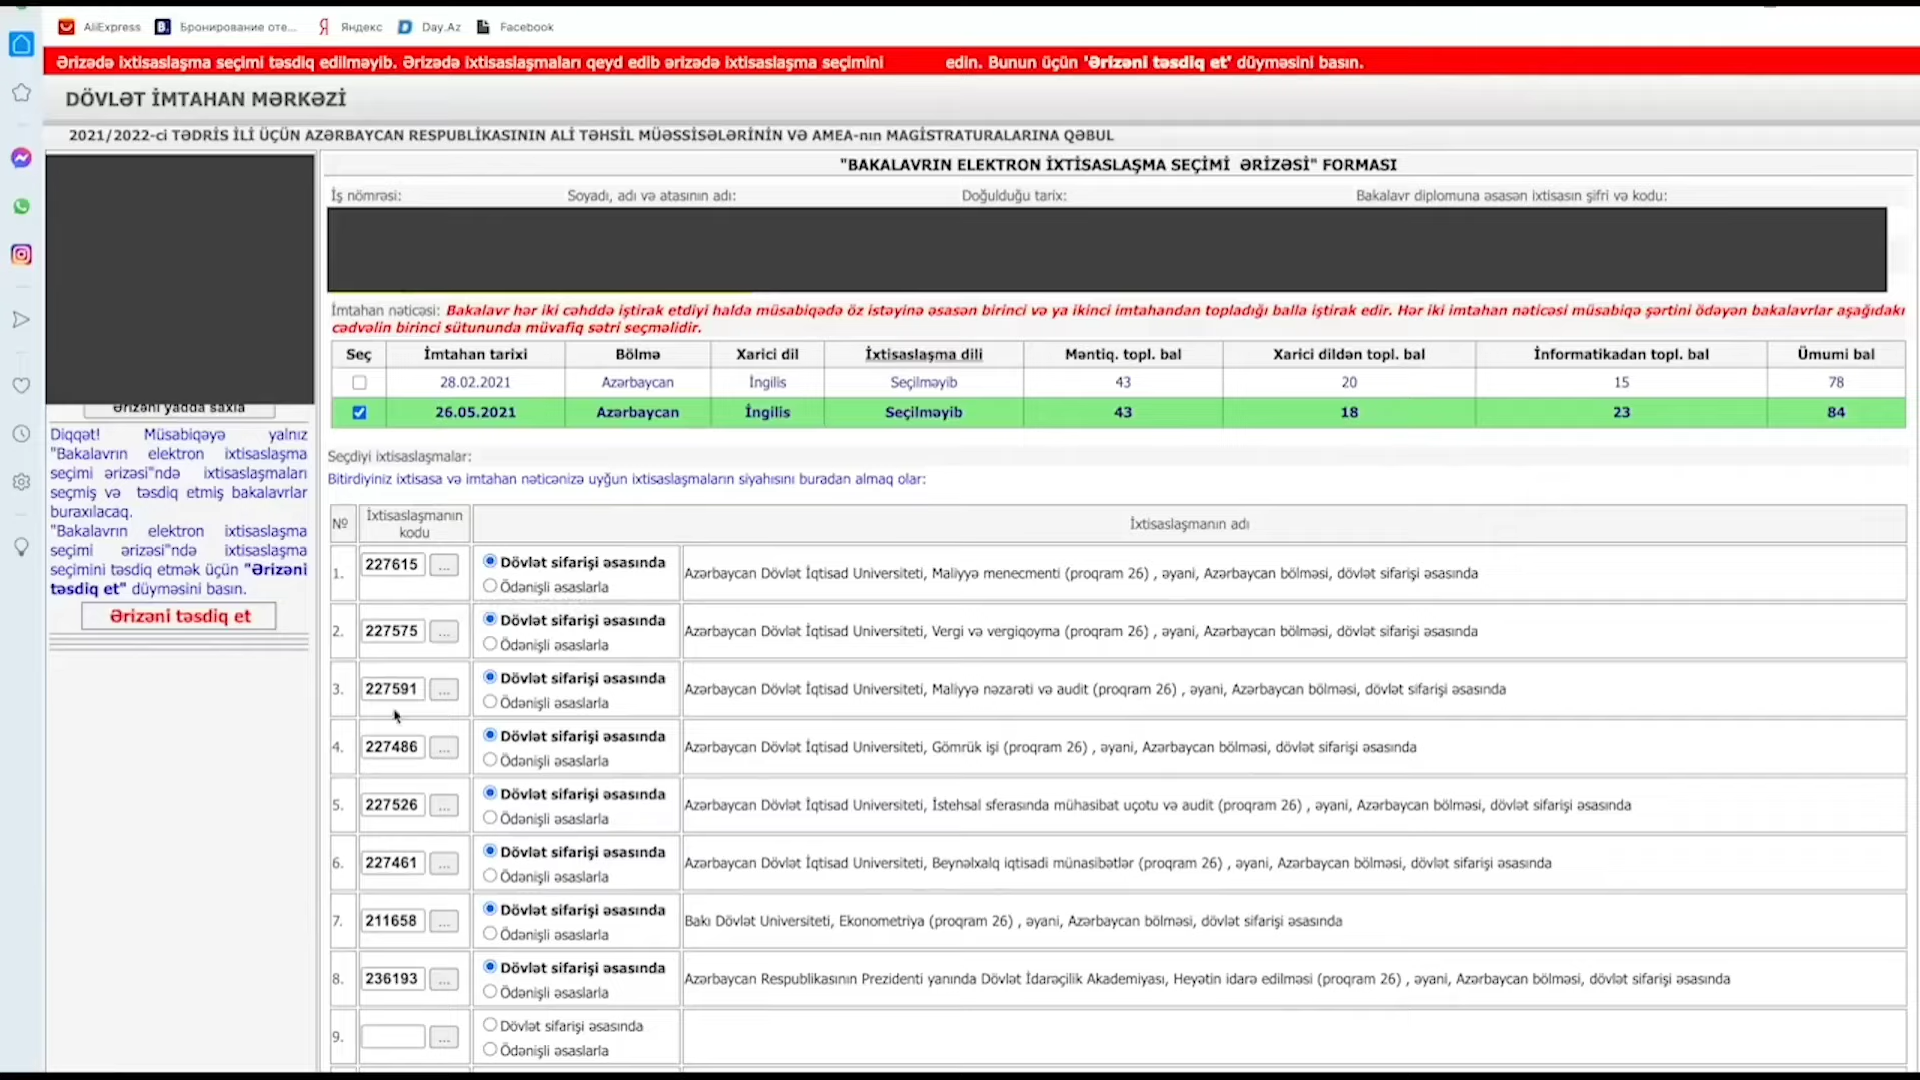 AliExpress Бронирование оте... Яндекс Day.Az Facebook
Ərizədə ixtisaslaşma seçimi təsdiq edilməyib. Ərizədə ixtisaslaşmaları qeyd edib ərizədə ixtisaslaşma seçimini edin. Bunun üçün 'Ərizəni təsdiq et' düyməsini basın.
DÖVLƏT İMTAHAN MƏRKƏZİ
2021/2022-ci TƏDRİS İLİ ÜÇÜN AZƏRBAYCAN RESPUBLİKASININ ALİ TƏHSİL MÜƏSSİSƏLƏRİNİN VƏ AMEA-nın MAGİSTRATURALARINA QƏBUL
"BAKALAVRIN ELEKTRON İXTİSASLAŞMA SEÇİMİ ƏRİZƏSİ" FORMASI
İş nömrəsi: Soyadı, adı və atasının adı: Doğulduğu tarix: Bakalavr diplomuna əsasən ixtisasın şifri və kodu:
İmtahan nəticəsi: Bakalavr hər iki cəhddə iştirak etdiyi halda müsabiqədə öz istəyinə əsasən birinci və ya ikinci imtahandan topladığı balla iştirak edir. Hər iki imtahan nəticəsi müsabiqə şərtini ödəyən bakalavrlar aşağıdakı
cədvəlin birinci sütununda müvafiq sətri seçməlidir.
Seç İmtahan tarixi Bölmə Xarici dil İxtisaslaşma dili Məntiq. topl. bal Xarici dildən topl. bal İnformatikadan topl. bal Ümumi bal
28.02.2021 Azərbaycan İngilis Seçilməyib 43 20 15 78
26.05.2021 Azərbaycan İngilis Seçilməyib 43 18 23 84
Ərizəni yadda saxla
Diqqət! Müsabiqəyə yalnız
"Bakalavrın elektron ixtisaslaşma
seçimi ərizəsi"ndə ixtisaslaşmaları
seçmiş və təsdiq etmiş bakalavrlar
buraxılacaq.
"Bakalavrın elektron ixtisaslaşma
seçimi ərizəsi"ndə ixtisaslaşma
seçimini təsdiq etmək üçün "Ərizəni
təsdiq et" düyməsini basın.
Ərizəni təsdiq et
Seçdiyi ixtisaslaşmalar:
Bitirdiyiniz ixtisasa və imtahan nəticənizə uyğun ixtisaslaşmaların siyahısını buradan almaq olar:
Nº İxtisaslaşmanın kodu İxtisaslaşmanın adı
1. 227615 ... Dövlət sifarişi əsasında
Ödənişli əsaslarla
Azərbaycan Dövlət İqtisad Universiteti, Maliyyə menecmenti (proqram 26) , əyani, Azərbaycan bölməsi, dövlət sifarişi əsasında
2. 227575 ... Dövlət sifarişi əsasında
Ödənişli əsaslarla
Azərbaycan Dövlət İqtisad Universiteti, Vergi və vergiqoyma (proqram 26) , əyani, Azərbaycan bölməsi, dövlət sifarişi əsasında
3. 227591 ... Dövlət sifarişi əsasında
Ödənişli əsaslarla
Azərbaycan Dövlət İqtisad Universiteti, Maliyyə nəzarəti və audit (proqram 26) , əyani, Azərbaycan bölməsi, dövlət sifarişi əsasında
4. 227486 ... Dövlət sifarişi əsasında
Ödənişli əsaslarla
Azərbaycan Dövlət İqtisad Universiteti, Gömrük işi (proqram 26) , əyani, Azərbaycan bölməsi, dövlət sifarişi əsasında
5. 227526 ... Dövlət sifarişi əsasında
Ödənişli əsaslarla
Azərbaycan Dövlət İqtisad Universiteti, İstehsal sferasında mühasibat uçotu və audit (proqram 26) , əyani, Azərbaycan bölməsi, dövlət sifarişi əsasında
6. 227461 ... Dövlət sifarişi əsasında
Ödənişli əsaslarla
Azərbaycan Dövlət İqtisad Universiteti, Beynəlxalq iqtisadi münasibətlər (proqram 26) , əyani, Azərbaycan bölməsi, dövlət sifarişi əsasında
7. 211658 ... Dövlət sifarişi əsasında
Ödənişli əsaslarla
Bakı Dövlət Universiteti, Ekonometriya (proqram 26) , əyani, Azərbaycan bölməsi, dövlət sifarişi əsasında
8. 236193 ... Dövlət sifarişi əsasında
Ödənişli əsaslarla
Azərbaycan Respublikasının Prezidenti yanında Dövlət İdarəçilik Akademiyası, Heyətin idarə edilməsi (proqram 26) , əyani, Azərbaycan bölməsi, dövlət sifarişi əsasında
9. ... Dövlət sifarişi əsasında
Ödənişli əsaslarla